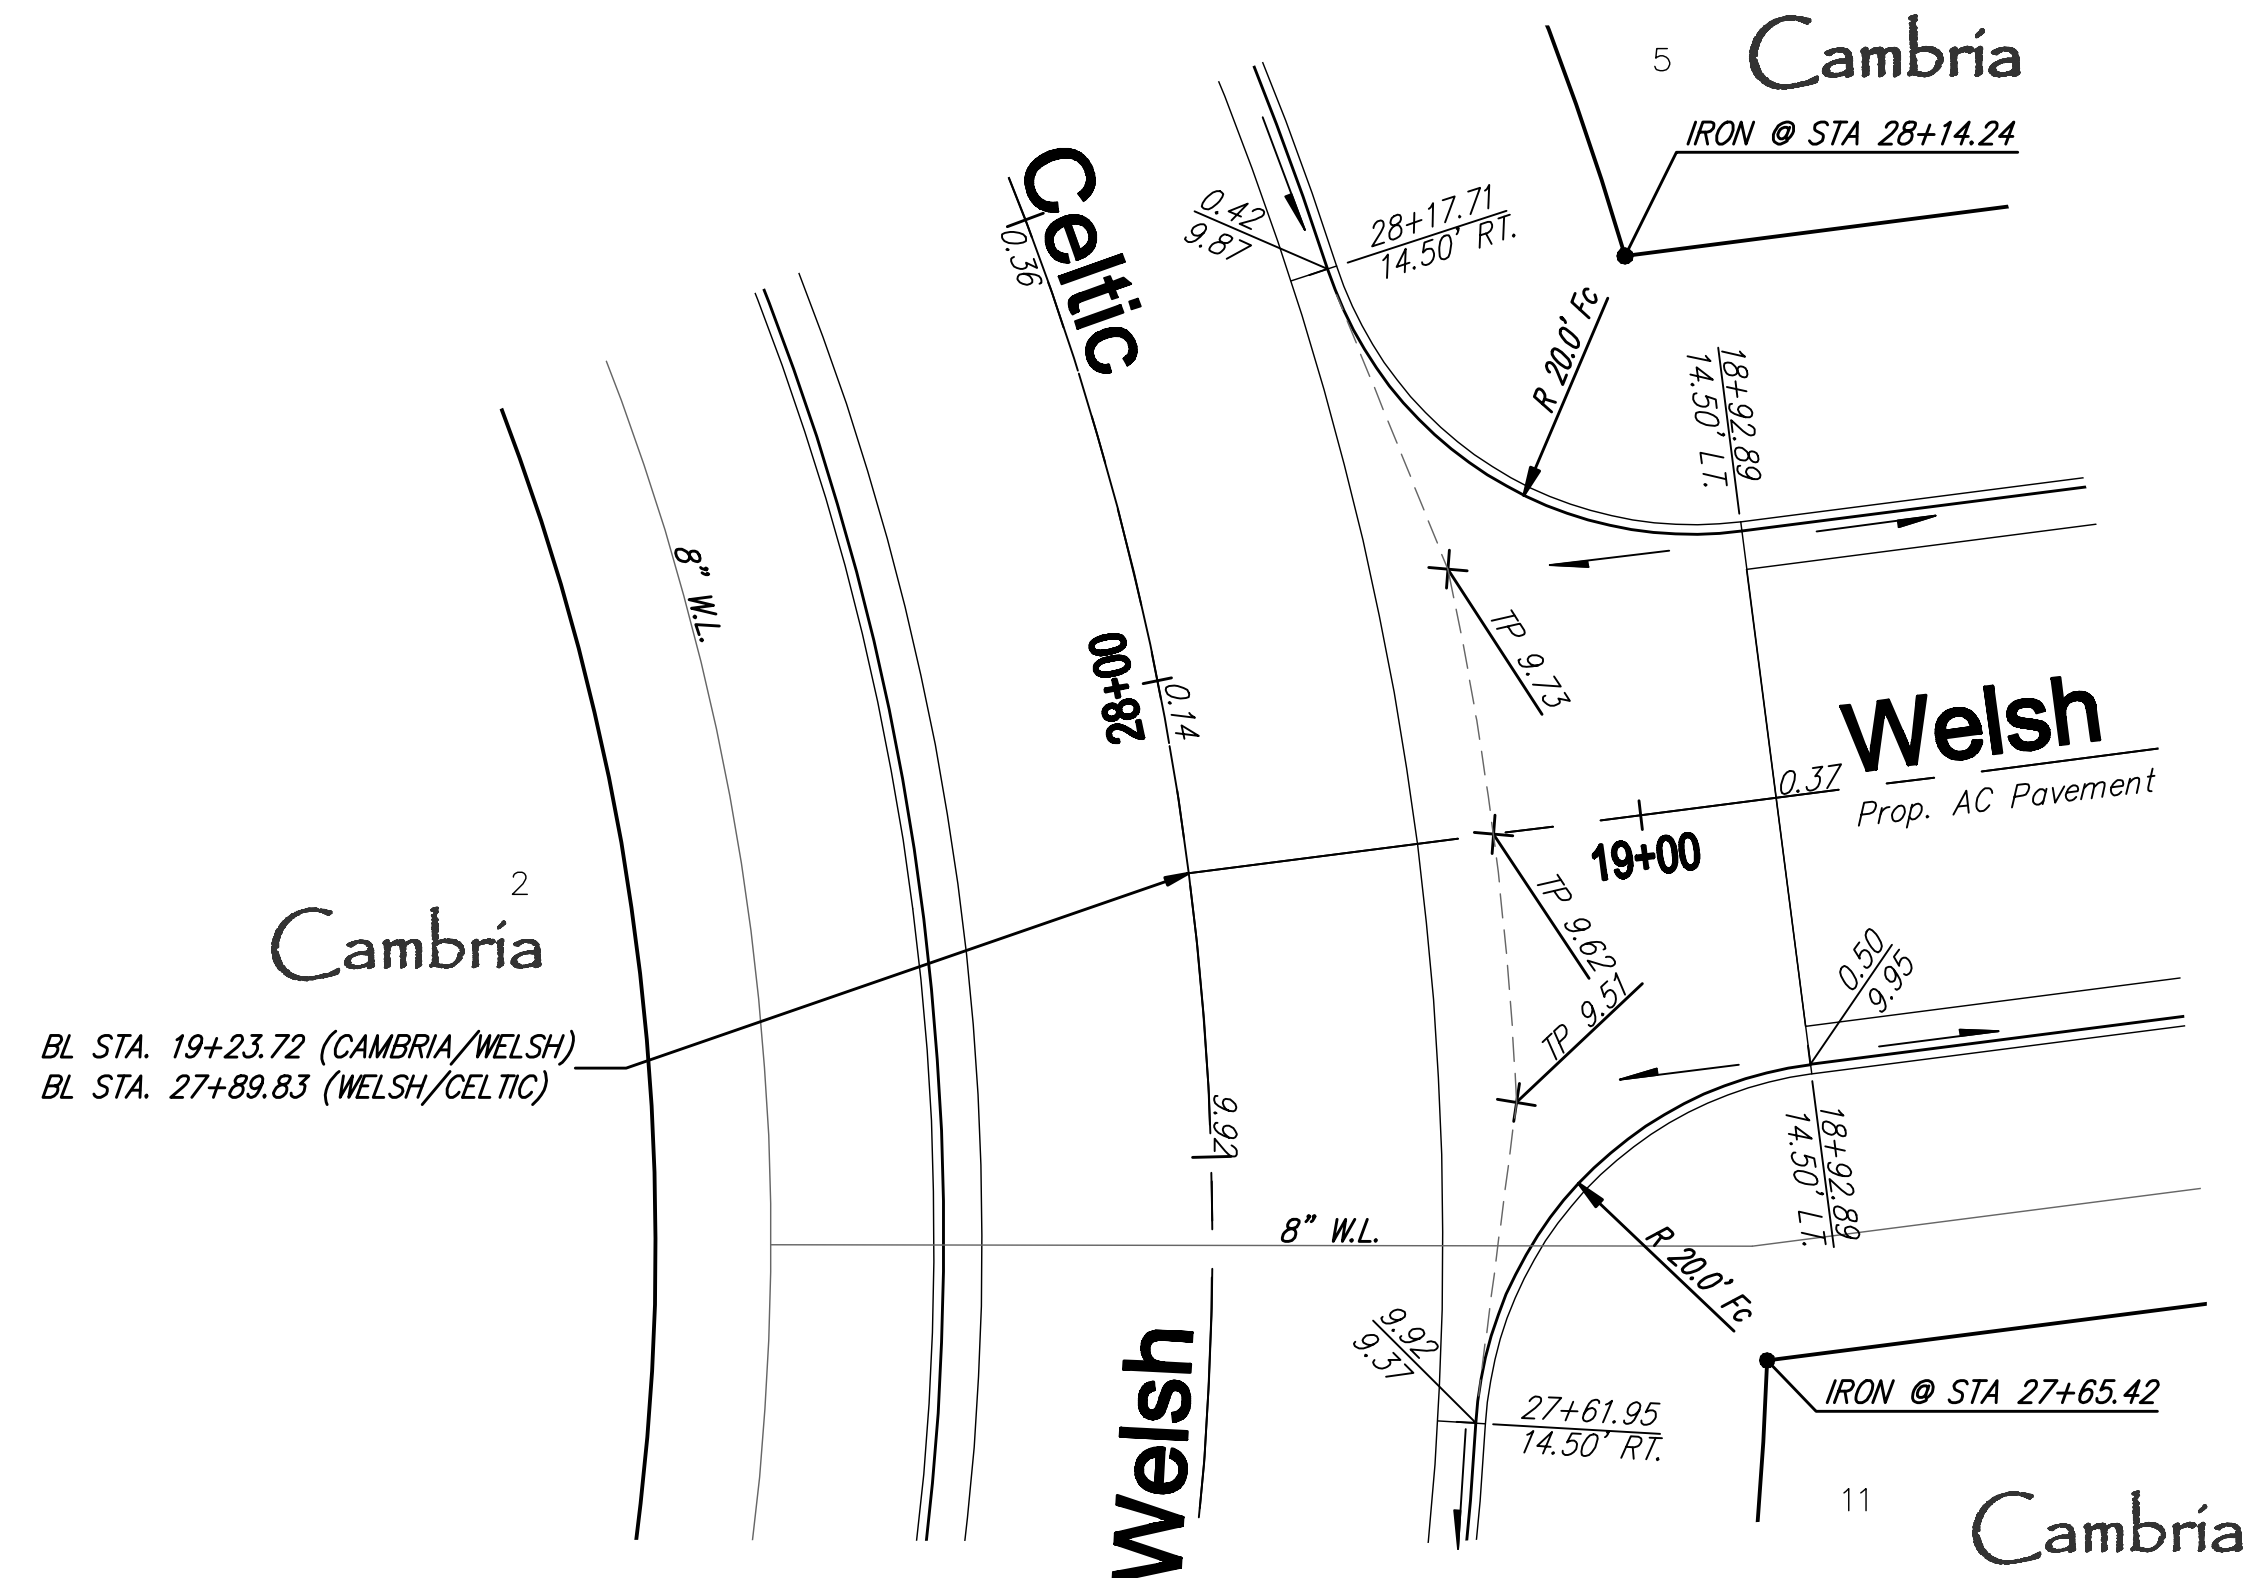 5
Cambria
IRON @ STA 28+14.24
Celtic
0.36
0.42
9.87
28+17.71
14.50' RT.
R 20.0' Fc
18+92.89
14.50' LT.
8" W.L.
28+00
0.14
TP 9.73
Welsh
0.37
Prop. AC Pavement
19+00
TP 9.62
TP 9.51
2
Cambria
0.50
9.95
BL STA. 19+23.72 (CAMBRIA/WELSH)
BL STA. 27+89.83 (WELSH/CELTIC)
9.92
18+92.89
14.50' LT.
8" W.L.
R 20.0' Fc
Welsh
9.92
9.37
27+61.95
14.50' RT.
IRON @ STA 27+65.42
11
Cambria